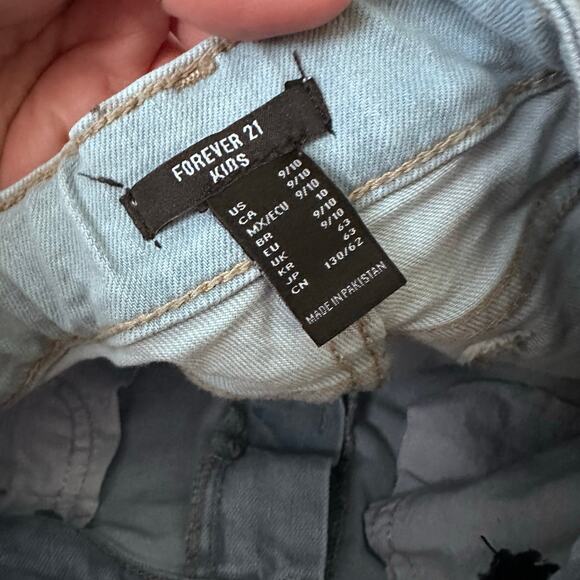 FOREVER 21
KIDS
US 9/10
CA 9/10
MX/ECU 9/10
BR 10
EU 9/10
UK 9/10
KR 63
JP 63
CN 130/62
MADE IN PAKISTAN